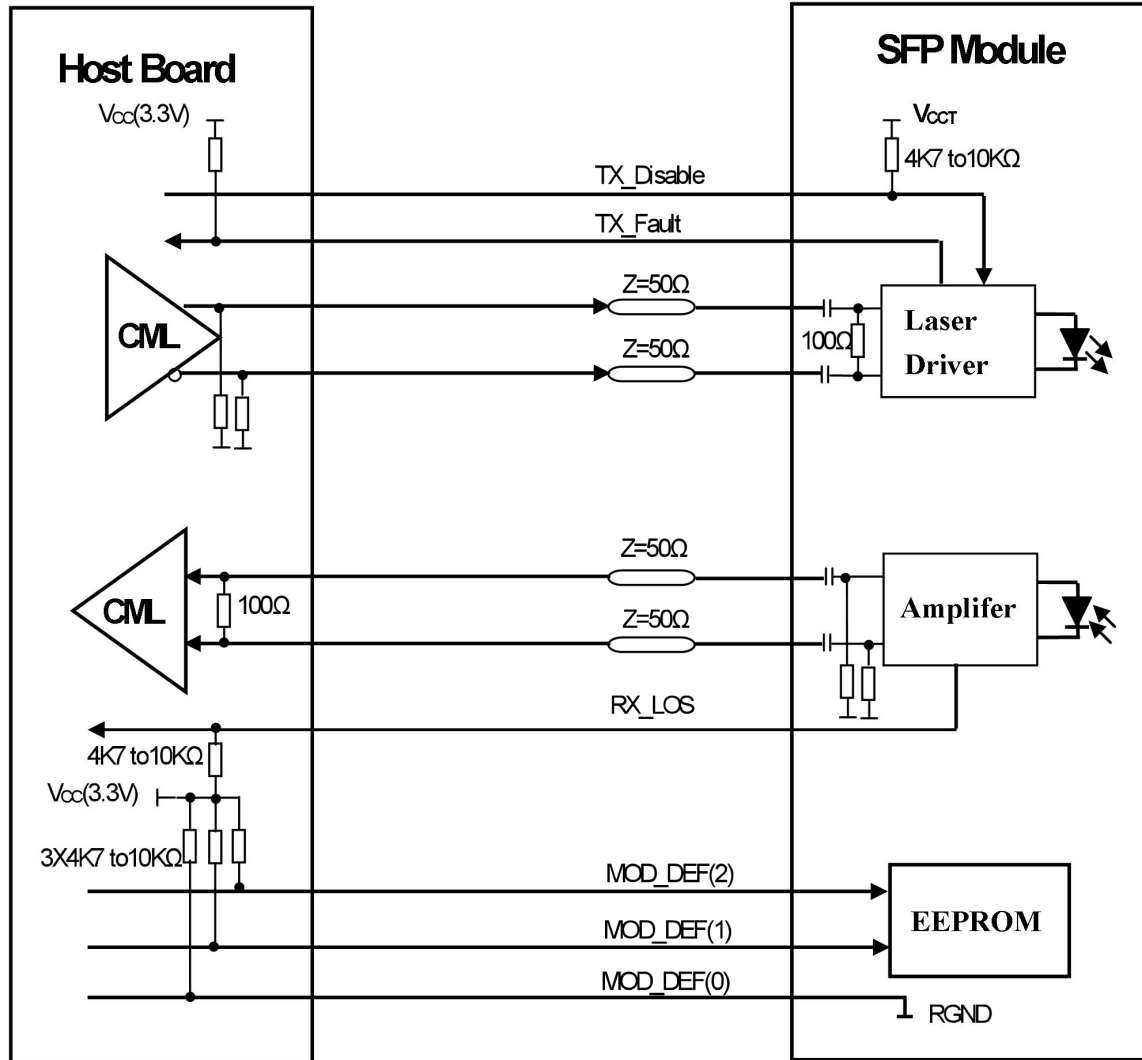 Host Board
SFP Module
Vcc(3.3V)
VCCT
4K7 to10KΩ
TX_Disable
TX_Fault
CML
Z=50Ω
Z=50Ω
100Ω
Laser
Driver
CML
100Ω
Z=50Ω
Z=50Ω
Amplifer
RX_LOS
4K7 to10KΩ
Vcc(3.3V)
3X4K7 to10KΩ
MOD_DEF(2)
MOD_DEF(1)
MOD_DEF(0)
EEPROM
RGND